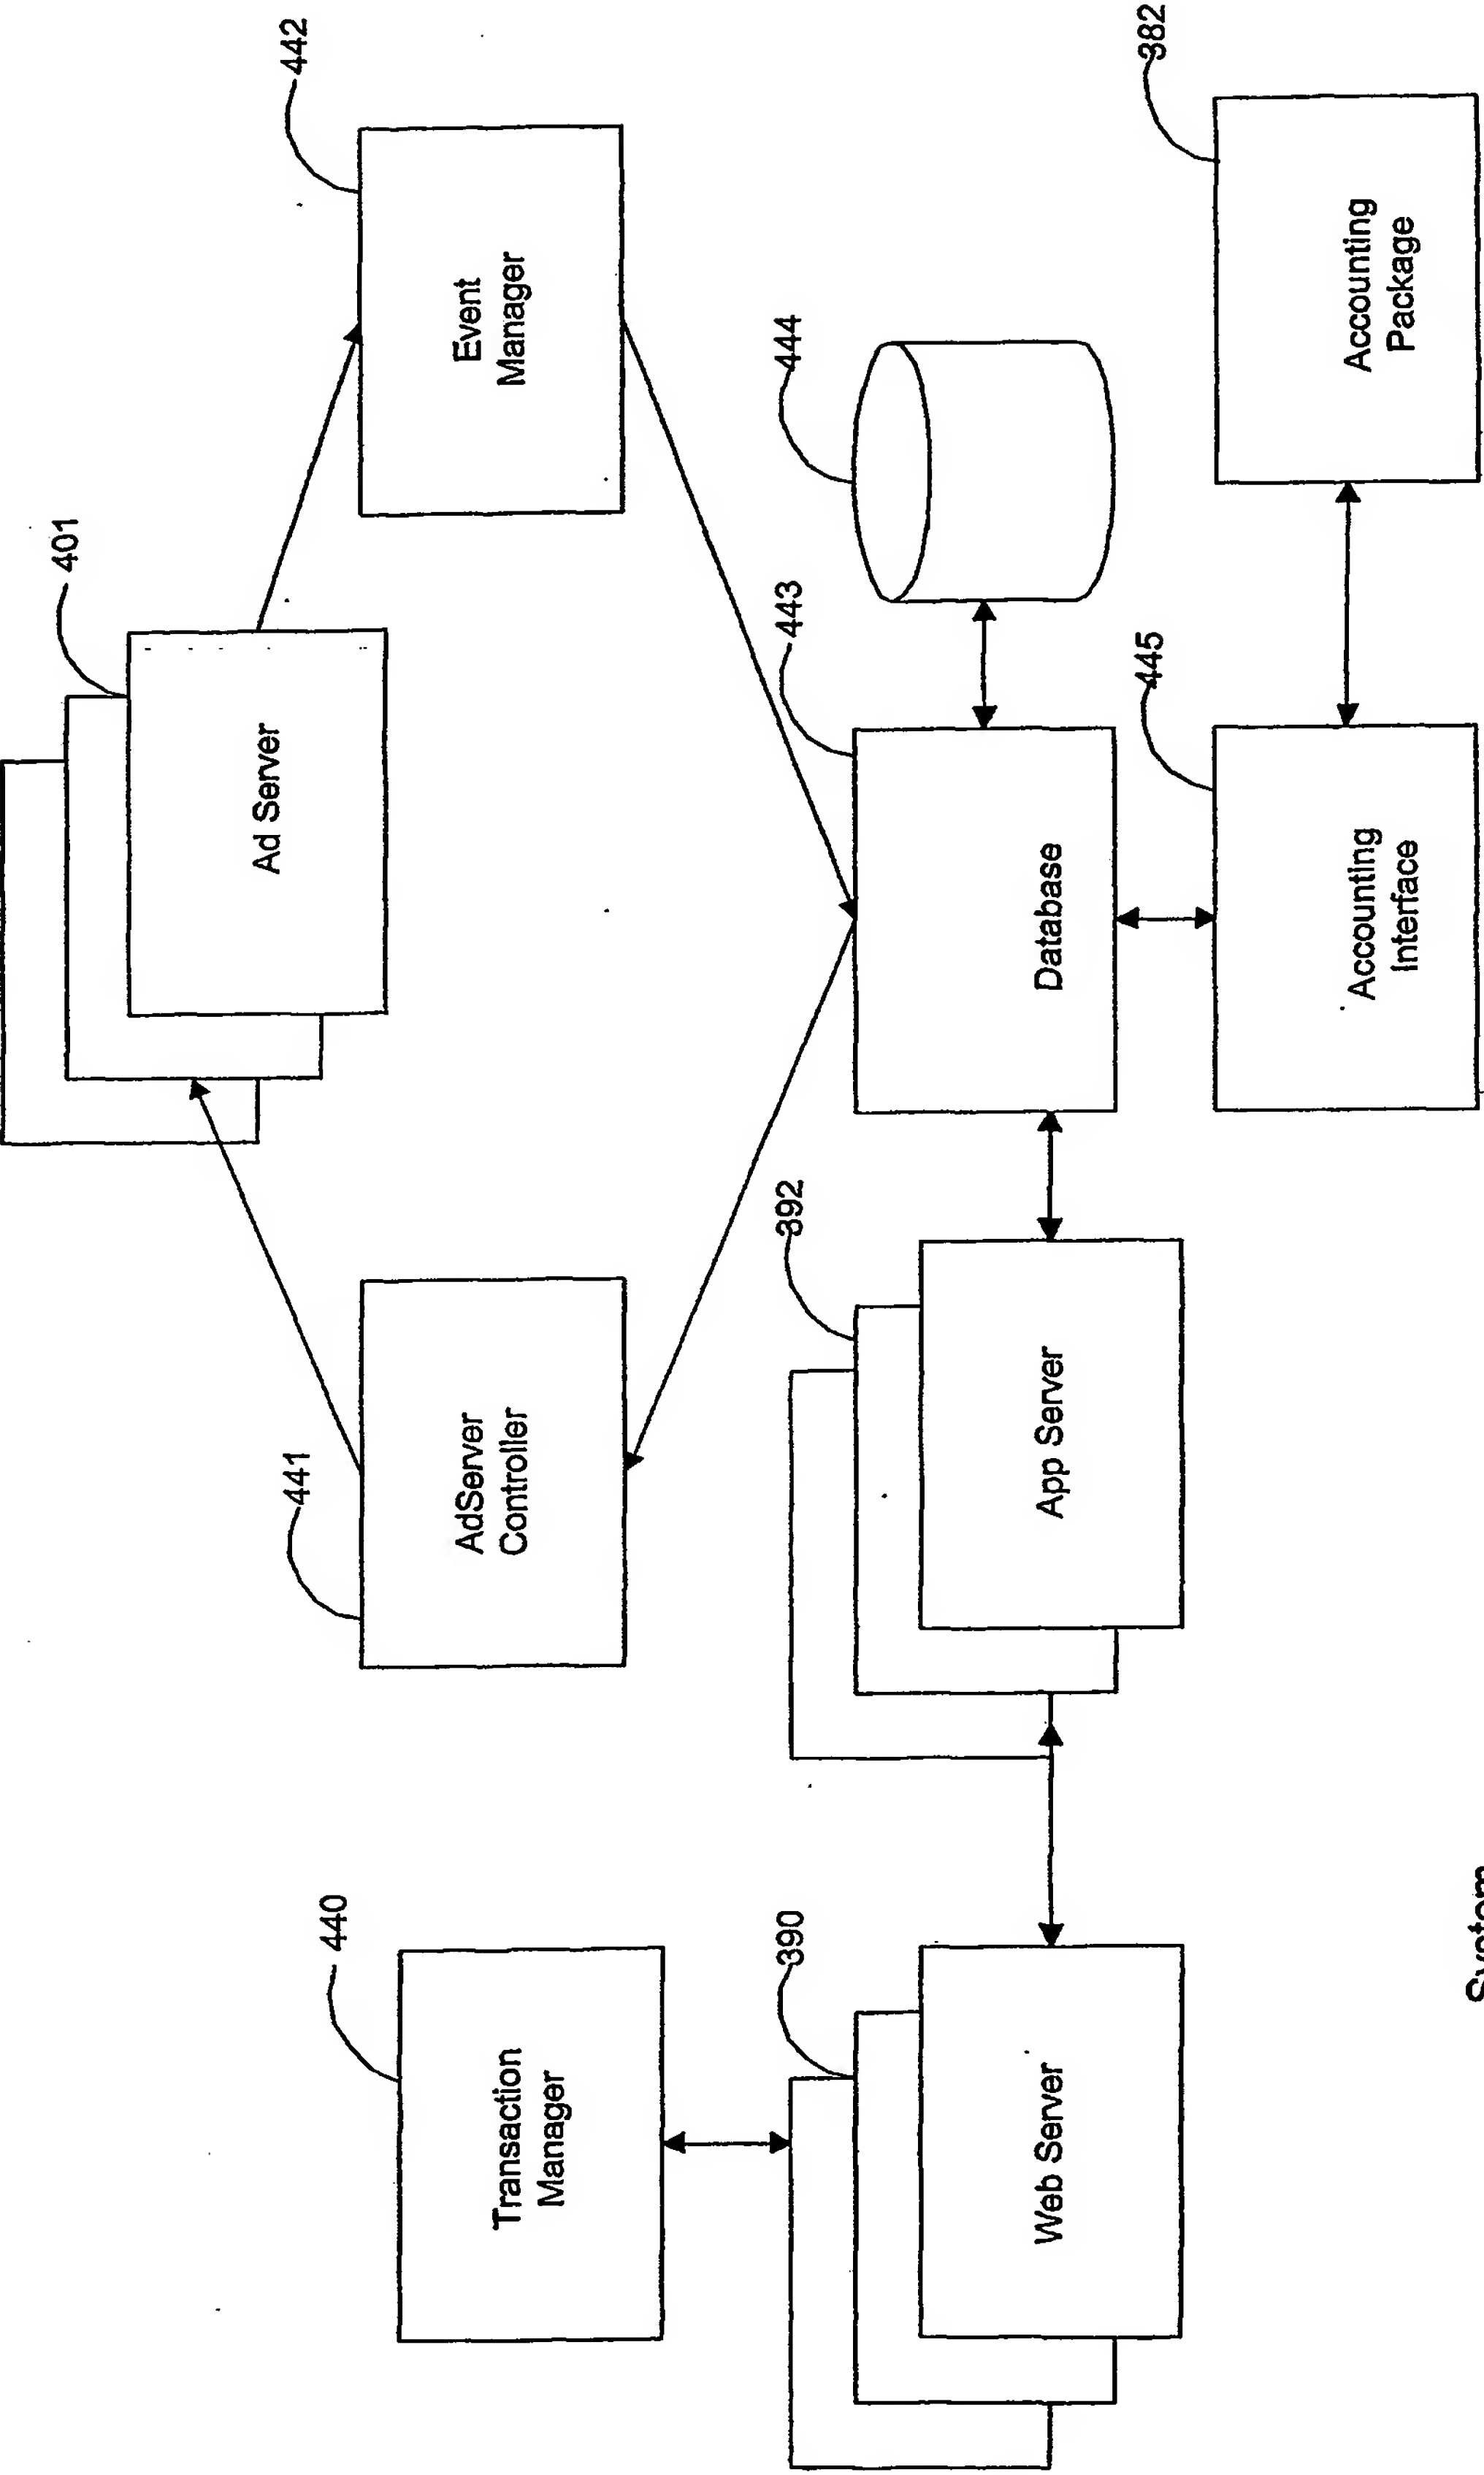 401
Ad Server
440
441
442
Transaction
Manager
AdServer
Controller
Event
Manager
390
392
443
444
Web Server
App Server
Database
445
382
Accounting
Interface
Accounting
Package
System